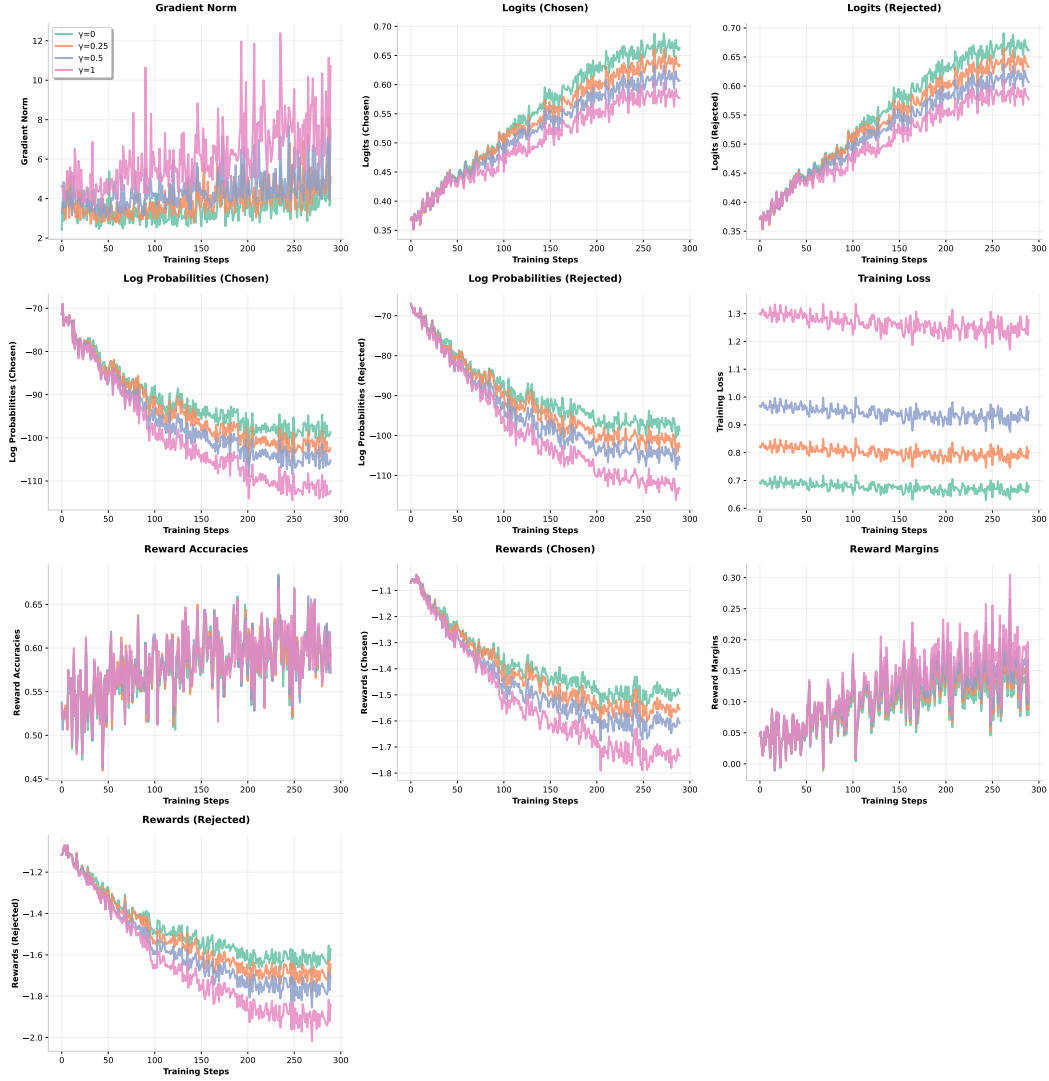 Gradient Norm
Gradient Norm
12
10
8
6
4
2
γ=0
γ=0.25
γ=0.5
γ=1
0 50 100 150 200 250 300
Training Steps
Logits (Chosen)
Logits (Chosen)
0.70
0.65
0.60
0.55
0.50
0.45
0.40
0.35
0 50 100 150 200 250 300
Training Steps
Logits (Rejected)
Logits (Rejected)
0.70
0.65
0.60
0.55
0.50
0.45
0.40
0.35
0 50 100 150 200 250 300
Training Steps
Log Probabilities (Chosen)
Log Probabilities (Chosen)
−70
−80
−90
−100
−110
0 50 100 150 200 250 300
Training Steps
Log Probabilities (Rejected)
Log Probabilities (Rejected)
−70
−80
−90
−100
−110
0 50 100 150 200 250 300
Training Steps
Training Loss
Training Loss
1.3
1.2
1.1
1.0
0.9
0.8
0.7
0.6
0 50 100 150 200 250 300
Training Steps
Reward Accuracies
Reward Accuracies
0.65
0.60
0.55
0.50
0.45
0 50 100 150 200 250 300
Training Steps
Rewards (Chosen)
Rewards (Chosen)
−1.1
−1.2
−1.3
−1.4
−1.5
−1.6
−1.7
−1.8
0 50 100 150 200 250 300
Training Steps
Reward Margins
Reward Margins
0.30
0.25
0.20
0.15
0.10
0.05
0.00
0 50 100 150 200 250 300
Training Steps
Rewards (Rejected)
Rewards (Rejected)
−1.2
−1.4
−1.6
−1.8
−2.0
0 50 100 150 200 250 300
Training Steps